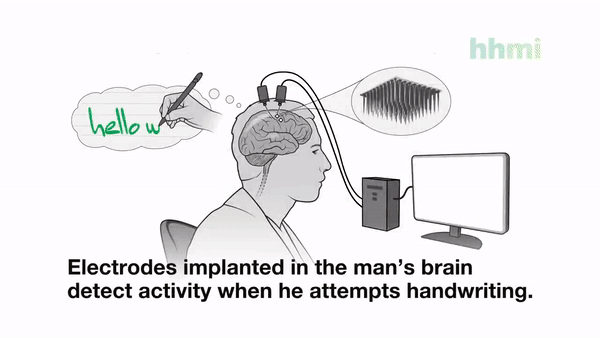 hhmi
hello w
Electrodes implanted in the man's brain
detect activity when he attempts handwriting.